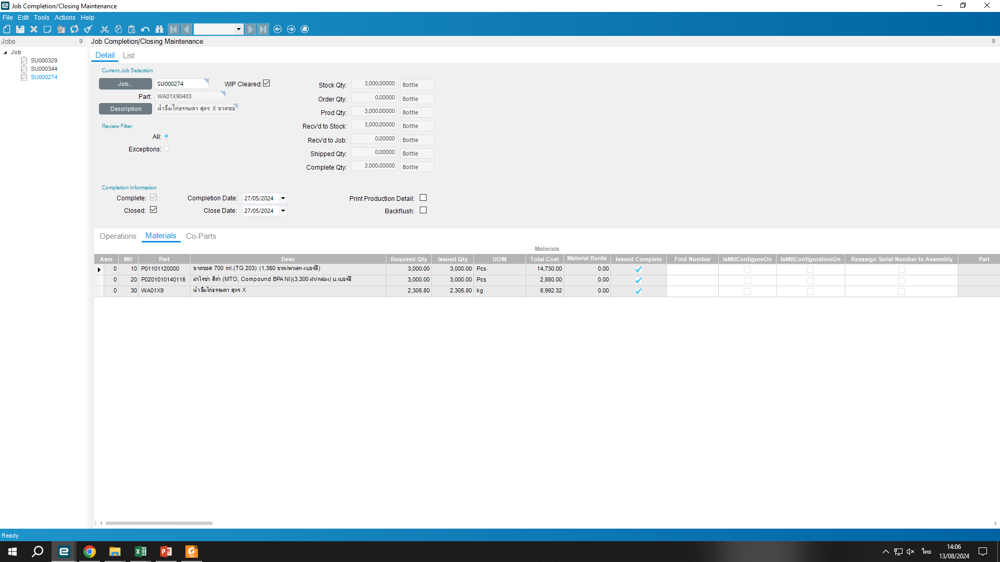 Job Completion/Closing Maintenance
File Edit Tools Actions Help
Jobs
Job Completion/Closing Maintenance
Job
SU000329
SU000344
SU000274
Detail List
Current Job Selection
Job... SU000274 WIP Cleared:
Part: WA01X90403
Description น้ำจิ้มไก่ธรรมดา สูตร X ขวดซอ
Review Filter
All:
Exceptions:
Stock Qty: 3,000.00000 Bottle
Order Qty: 0.00000 Bottle
Prod Qty: 3,000.00000 Bottle
Recv'd to Stock: 3,000.00000 Bottle
Recv'd to Job: 0.00000 Bottle
Shipped Qty: 0.00000 Bottle
Complete Qty: 3,000.00000 Bottle
Completion Information
Complete: Completion Date: 27/05/2024 Print Production Detail:
Closed: Close Date: 27/05/2024 Backflush:
Operations Materials Co-Parts
Materials
Asm Mtl Part Desc Required Qty Issued Qty UOM Total Cost Material Burde Issued Complete Find Number IsMtlConfigureOn IsMtlConfigurationOn Reassign Serial Number to Assembly Part
0 10 P01101120000 ขวดซอส 700 ml.(TG.203) (1,350 ขวด/พาเลท-เบอร์ลี่) 3,000.00 3,000.00 Pcs 14,730.00 0.00
0 20 P0201010140116 ฝาโรซ่า สีดำ (MTO, Compound BPA NI)(3,300 ฝา/กล่อง) บ.เบอร์ลี่ 3,000.00 3,000.00 Pcs 2,880.00 0.00
0 30 WA01X9 น้ำจิ้มไก่ธรรมดา สูตร X 2,305.80 2,305.80 kg 8,992.32 0.00
Ready
ไทย
14:06
13/08/2024